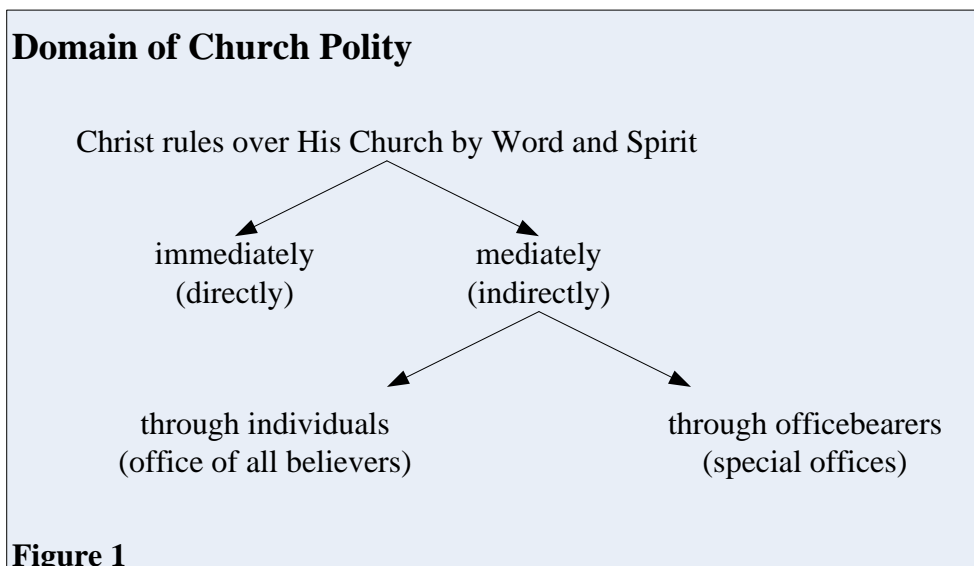 Domain of Church Polity
Christ rules over His Church by Word and Spirit
immediately mediately
(directly) (indirectly)
through individuals through officebearers
(office of all believers) (special offices)
Figure 1